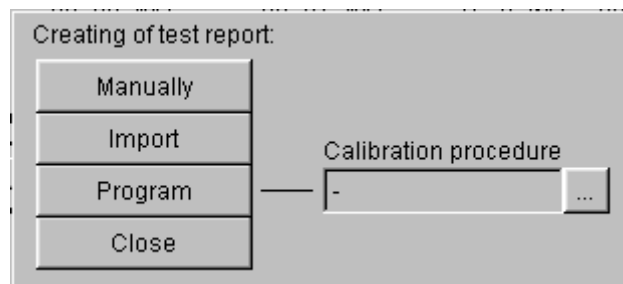 Creating of test report:
Manually
Import
Calibration procedure
Program
-
...
Close